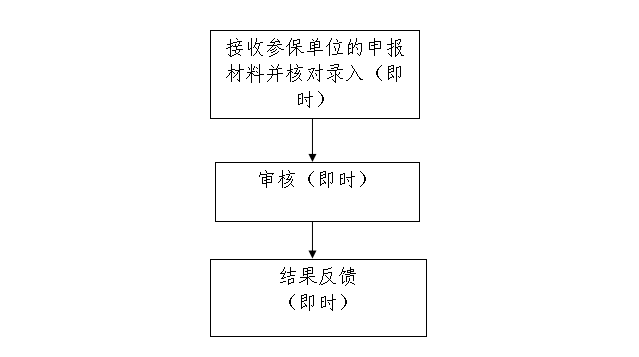 接收参保单位的申报
材料并核对录入（即
时）
审核（即时）
结果反馈
（即时）